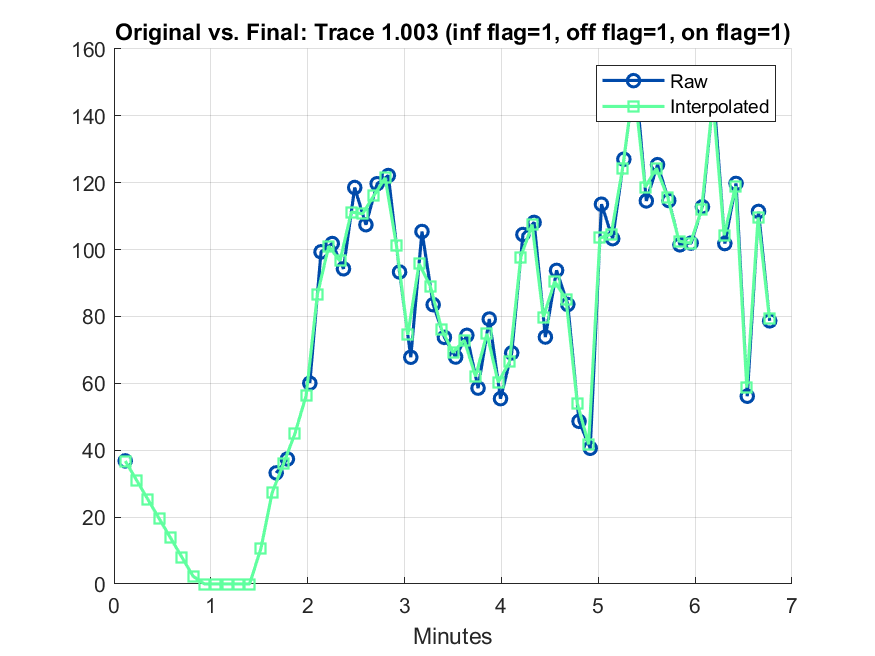 Original vs. Final: Trace 1.003 (inf flag=1, off flag=1, on flag=1)
160
140
120
100
80
60
40
20
0
Raw
Interpolated
0 1 2 3 4 5 6 7
Minutes